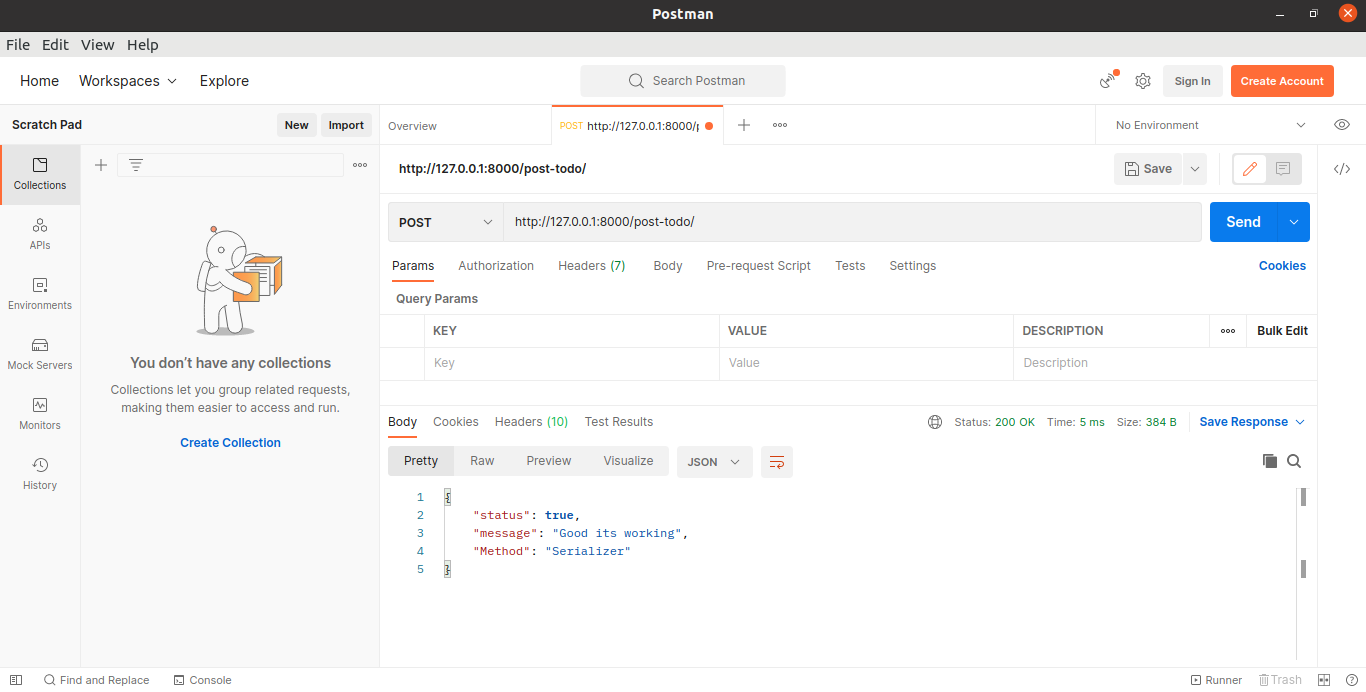 Postman
File Edit View Help
Home Workspaces Explore
Search Postman
Sign In
Create Account
Scratch Pad
New
Import
Overview
POST http://127.0.0.1:8000/p
No Environment
Collections
APIs
Environments
Mock Servers
Monitors
History
You don’t have any collections
Collections let you group related requests,
making them easier to access and run.
Create Collection
http://127.0.0.1:8000/post-todo/
Save
POST
http://127.0.0.1:8000/post-todo/
Send
Params Authorization Headers (7) Body Pre-request Script Tests Settings Cookies
Query Params
KEY VALUE DESCRIPTION Bulk Edit
Key Value Description
Body Cookies Headers (10) Test Results Status: 200 OK Time: 5 ms Size: 384 B Save Response
Pretty Raw Preview Visualize JSON
1 {
2 "status": true,
3 "message": "Good its working",
4 "Method": "Serializer"
5 }
Find and Replace Console Runner Trash